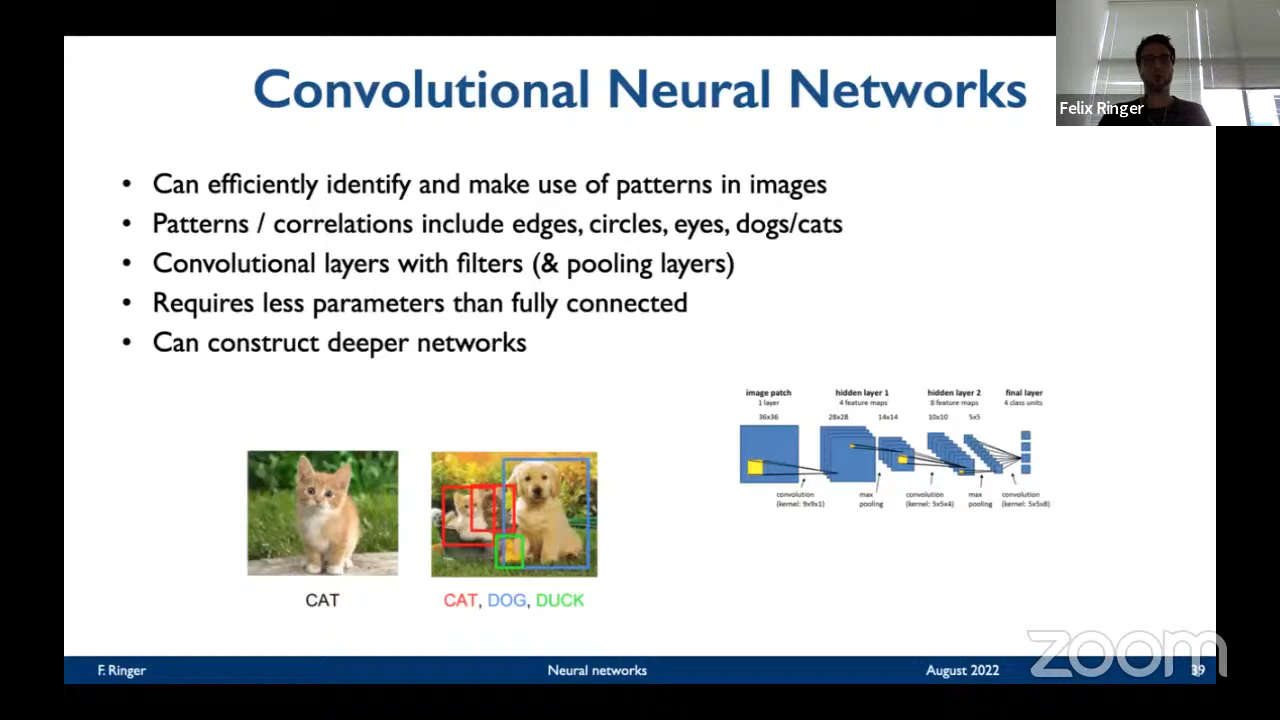 Convolutional Neural Networks
Felix Ringer
• Can efficiently identify and make use of patterns in images
• Patterns / correlations include edges, circles, eyes, dogs/cats
• Convolutional layers with filters (& pooling layers)
• Requires less parameters than fully connected
• Can construct deeper networks
image patch hidden layer 1 hidden layer 2 final layer
1 layer 4 feature maps 8 feature maps 4 class units
36x36 28x28 14x14 10x10 5x5
convolution max convolution max convolution
(kernel: 9x9x1) pooling (kernel: 5x5x4) pooling (kernel: 5x5x8)
CAT CAT, DOG, DUCK
zoom
F. Ringer Neural networks August 2022 39